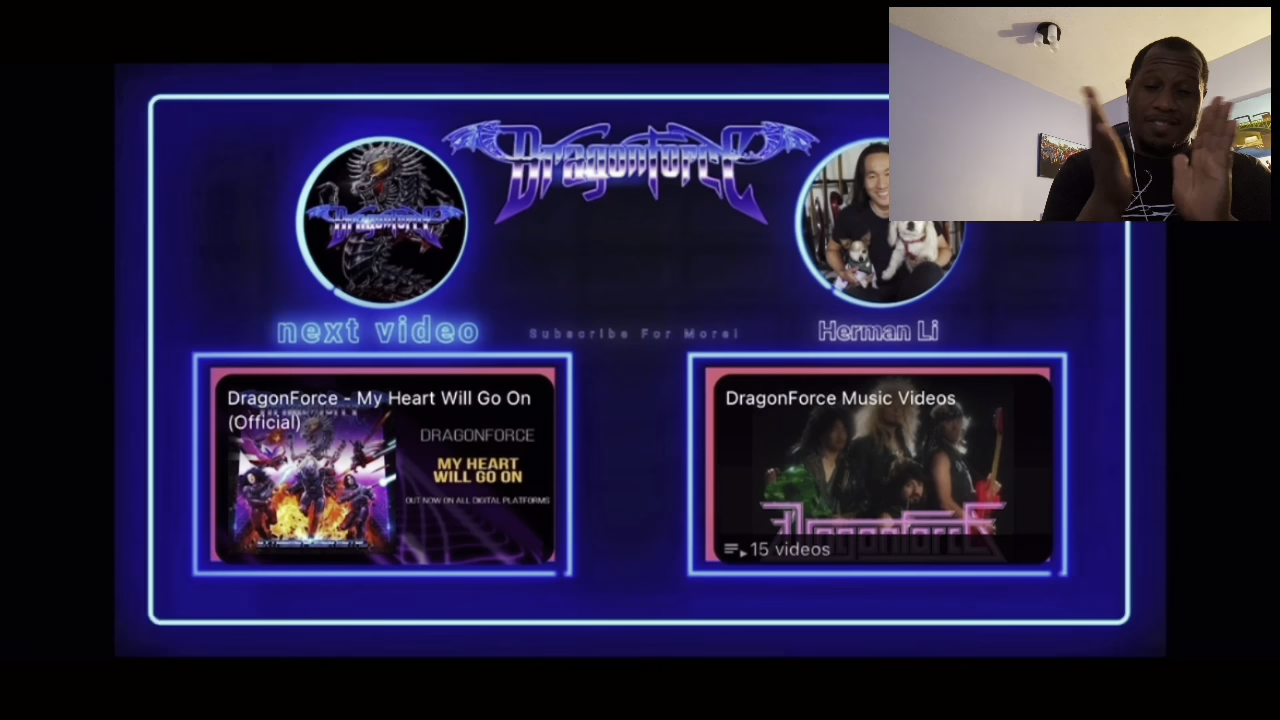 DragonForce
DragonForce
next video
Subscribe For More!
Herman Li
DragonForce - My Heart Will Go On
(Official)
DRAGONFORCE
MY HEART
WILL GO ON
OUT NOW ON ALL DIGITAL PLATFORMS
DragonForce Music Videos
DragonForce
15 videos